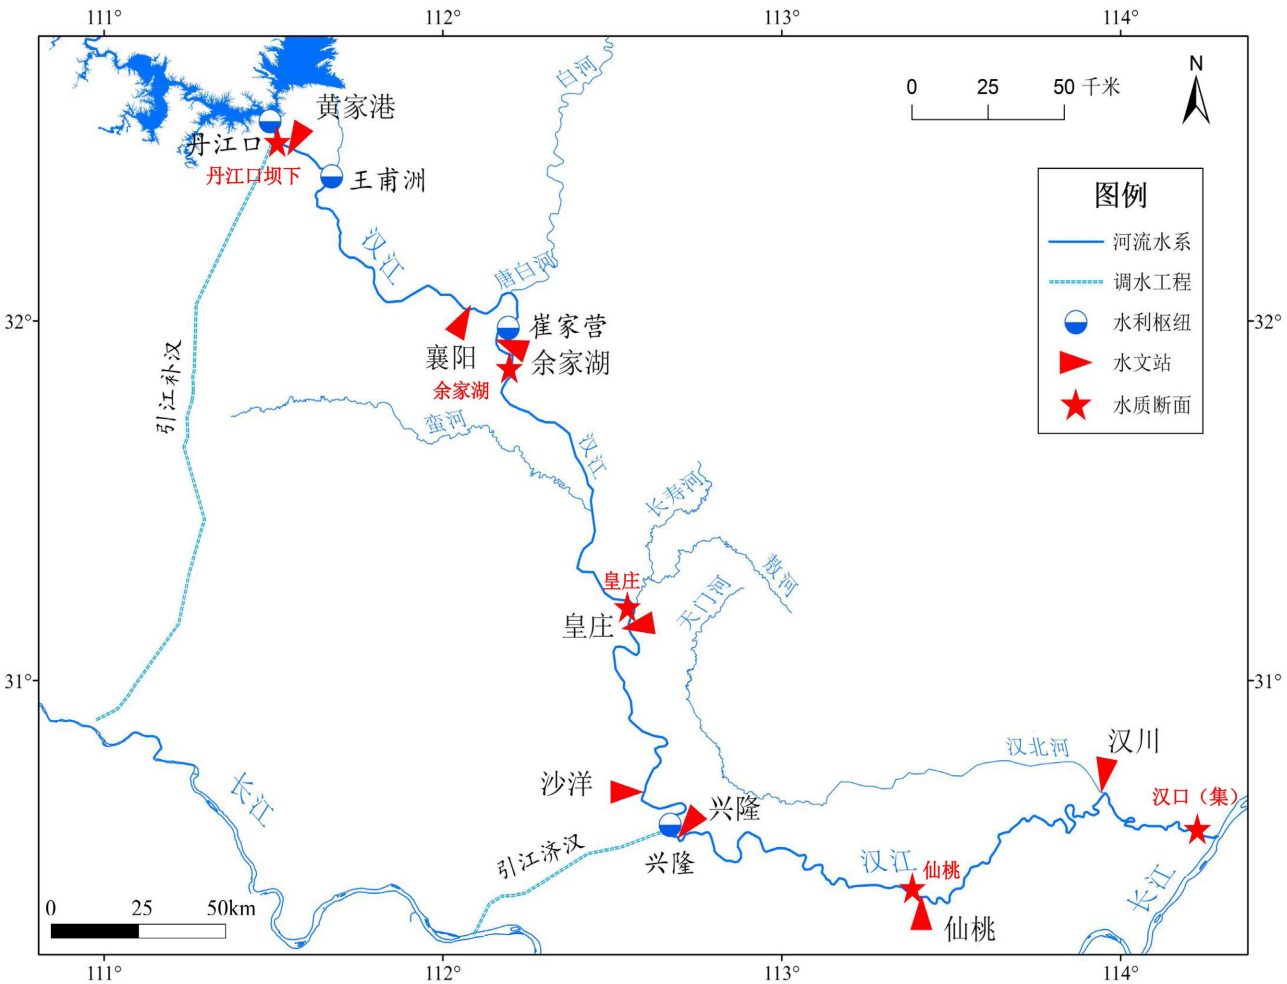 111°
112°
113°
114°
N
0
25
50 千米
白河
黄家港
丹江口
丹江口坝下
王甫洲
图例
河流水系
调水工程
水利枢纽
水文站
水质断面
汉江
唐白河
32°
32°
崔家营
襄阳
余家湖
余家湖
引江补汉
蛮河
汉江
长寿河
敖河
天门河
皇庄
皇庄
31°
31°
汉北河
汉川
长江
沙洋
兴隆
汉口（集）
引江济汉
兴隆
汉江
仙桃
长江
仙桃
0
25
50km
111°
112°
113°
114°